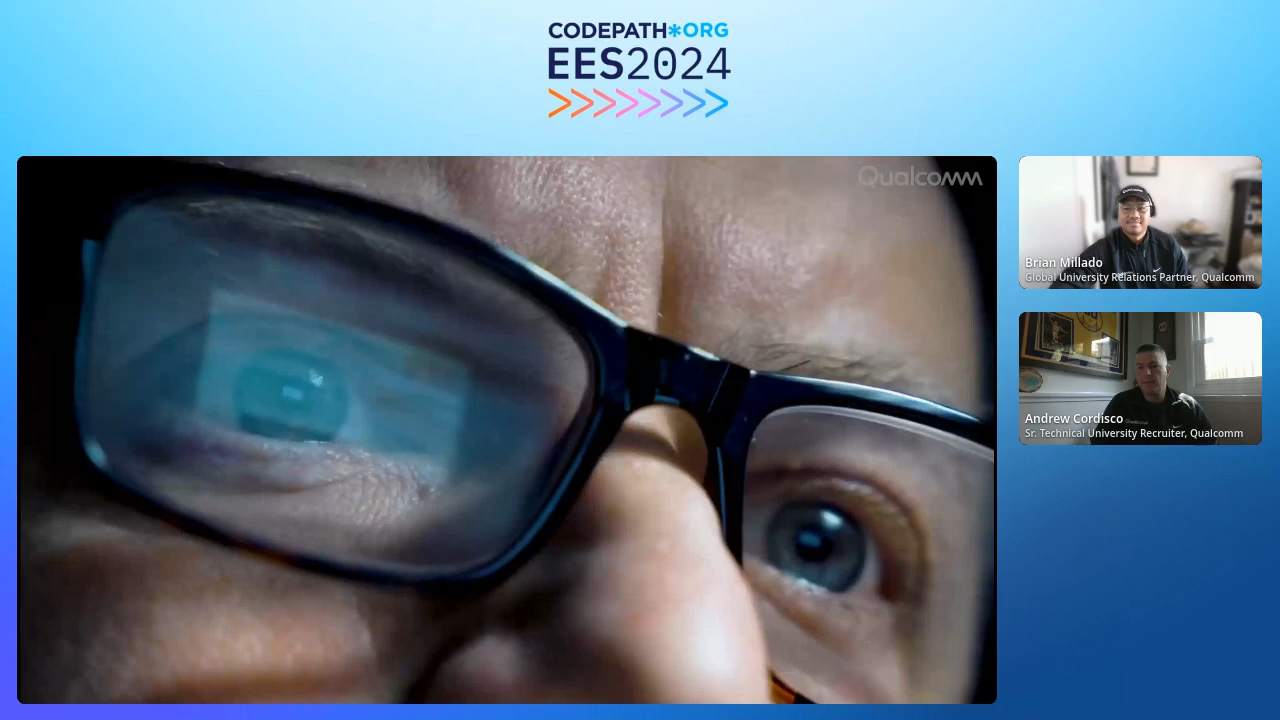 CODEPATH*ORG
EES2024
Qualcomm
Brian Millado
Global University Relations Partner, Qualcomm
Andrew Cordisco
Sr. Technical University Recruiter, Qualcomm